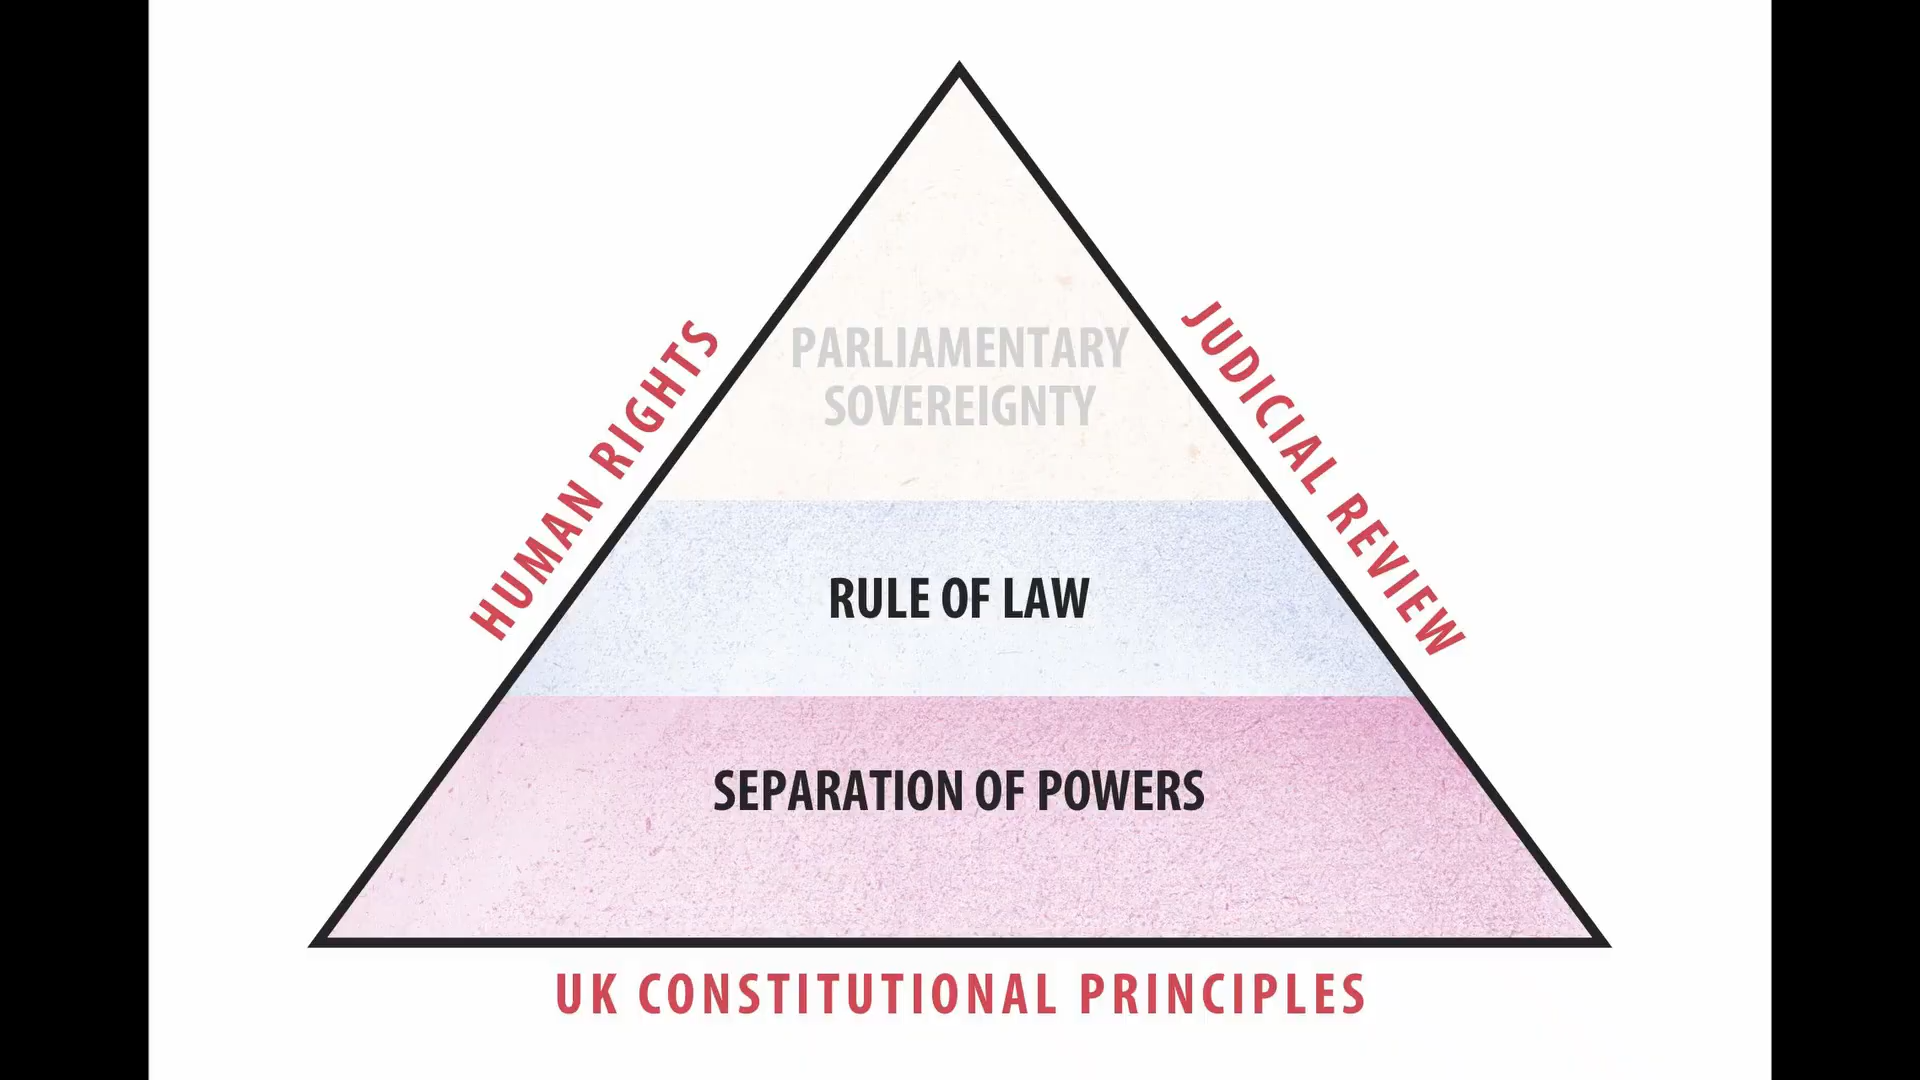 HUMAN RIGHTS
JUDICIAL REVIEW
PARLIAMENTARY
SOVEREIGNTY
RULE OF LAW
SEPARATION OF POWERS
UK CONSTITUTIONAL PRINCIPLES